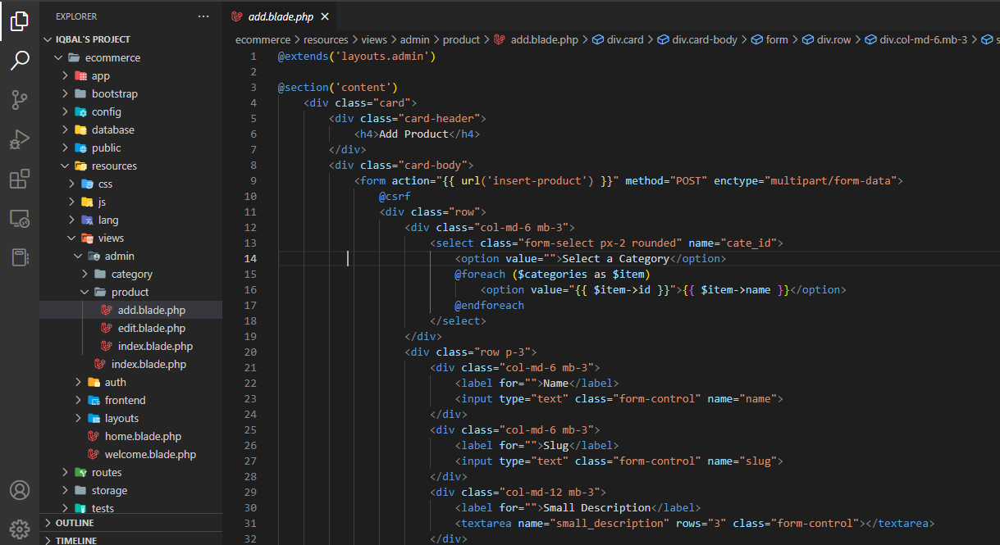 EXPLORER
IQBAL'S PROJECT
ecommerce
app
bootstrap
config
database
public
resources
css
js
lang
views
admin
category
product
add.blade.php
edit.blade.php
index.blade.php
index.blade.php
auth
frontend
layouts
home.blade.php
welcome.blade.php
routes
storage
tests
OUTLINE
TIMELINE
add.blade.php
ecommerce > resources > views > admin > product > add.blade.php > div.card > div.card-body > form > div.row > div.col-md-6.mb-3 > s
1 @extends('layouts.admin')
2
3 @section('content')
4 <div class="card">
5 <div class="card-header">
6 <h4>Add Product</h4>
7 </div>
8 <div class="card-body">
9 <form action="{{ url('insert-product') }}" method="POST" enctype="multipart/form-data">
10 @csrf
11 <div class="row">
12 <div class="col-md-6 mb-3">
13 <select class="form-select px-2 rounded" name="cate_id">
14 <option value="">Select a Category</option>
15 @foreach ($categories as $item)
16 <option value="{{ $item->id }}">{{ $item->name }}</option>
17 @endforeach
18 </select>
19 </div>
20 <div class="row p-3">
21 <div class="col-md-6 mb-3">
22 <label for="">Name</label>
23 <input type="text" class="form-control" name="name">
24 </div>
25 <div class="col-md-6 mb-3">
26 <label for="">Slug</label>
27 <input type="text" class="form-control" name="slug">
28 </div>
29 <div class="col-md-12 mb-3">
30 <label for="">Small Description</label>
31 <textarea name="small_description" rows="3" class="form-control"></textarea>
32 </div>